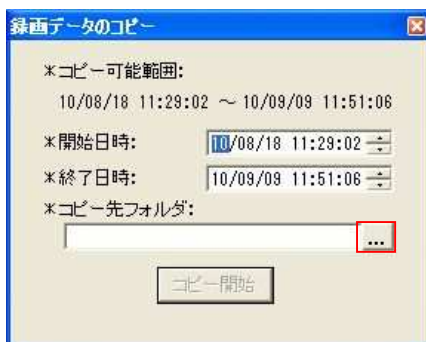 録画データのコピー
*コピー可能範囲:
10/08/18 11:29:02 ～ 10/09/09 11:51:06
*開始日時: 10/08/18 11:29:02
*終了日時: 10/09/09 11:51:06
*コピー先フォルダ:
...
コピー開始